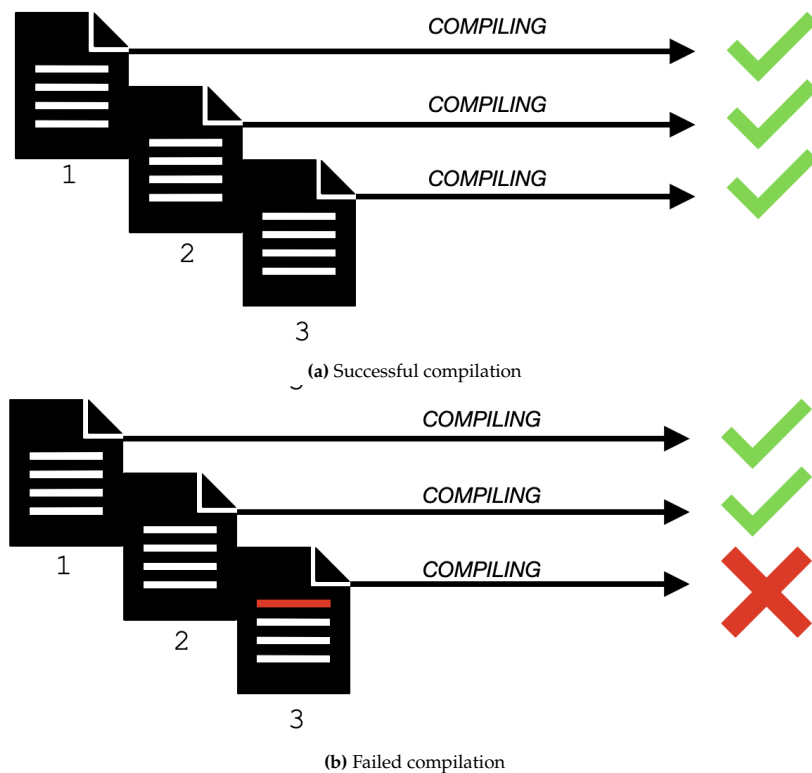 COMPILING
COMPILING
1
COMPILING
2
3
(a) Successful compilation
COMPILING
COMPILING
1
COMPILING
2
3
(b) Failed compilation